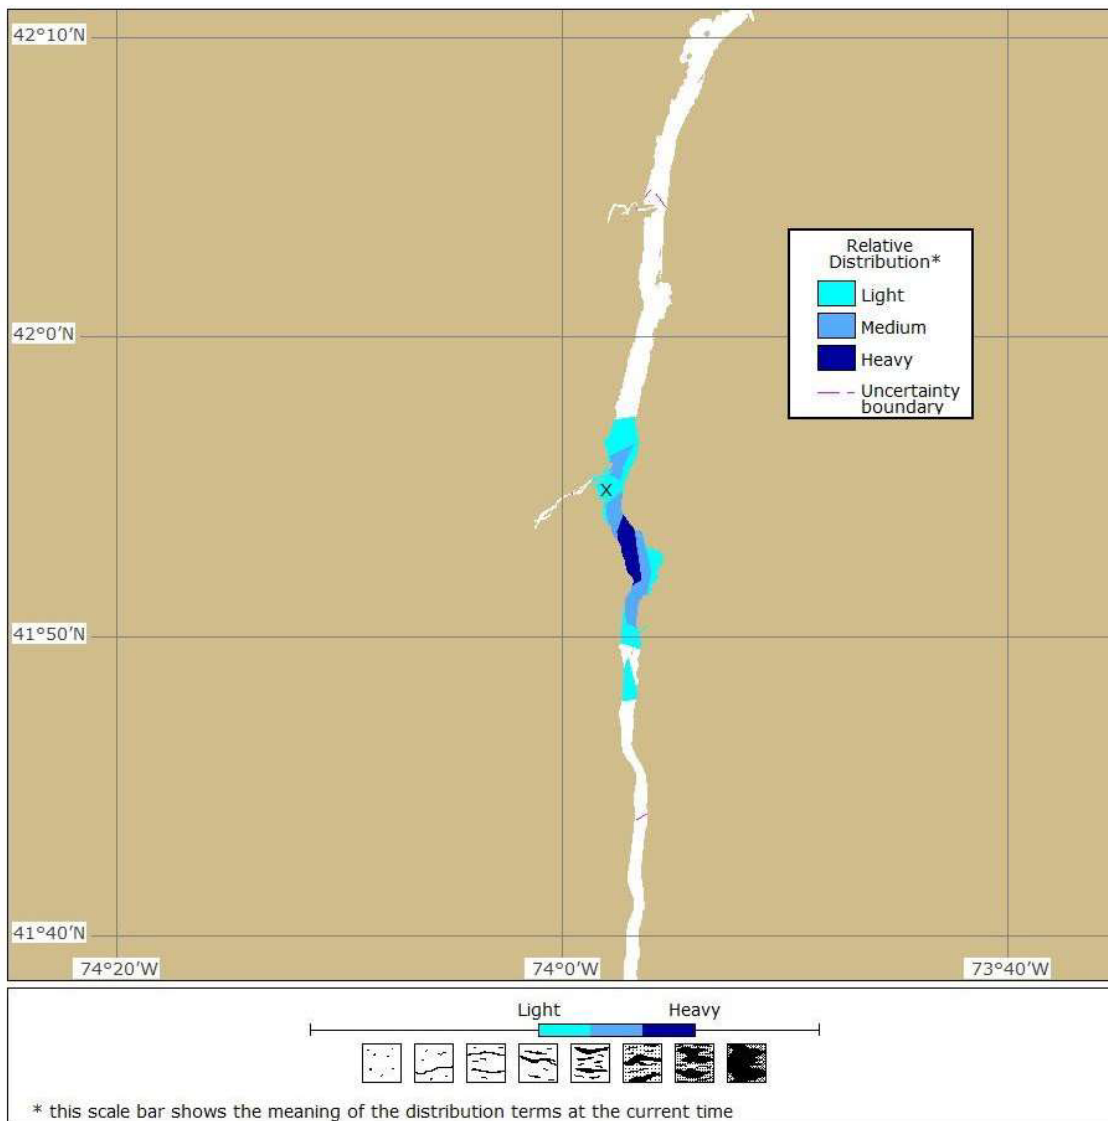 42°10'N
Relative
Distribution*
Light
Medium
42°0'N
Heavy
Uncertainty
boundary
X
41°50'N
41°40'N
74°20'W
74°0'W
73°40'W
Light
Heavy
* this scale bar shows the meaning of the distribution terms at the current time